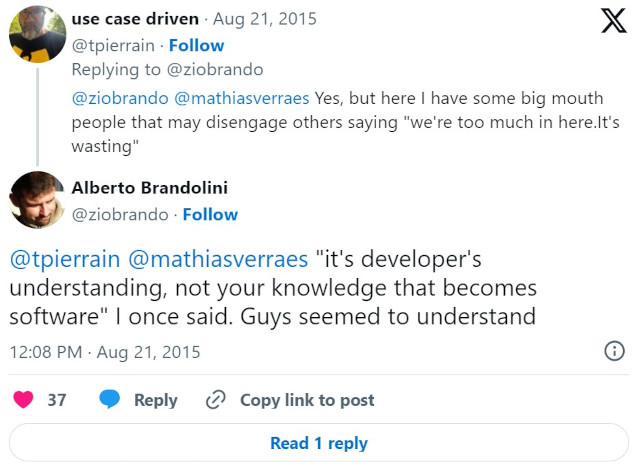 use case driven · Aug 21, 2015
@tpierrain · Follow
Replying to @ziobrando
@ziobrando @mathiasverraes Yes, but here I have some big mouth
people that may disengage others saying "we're too much in here.It's
wasting"
Alberto Brandolini
@ziobrando · Follow
@tpierrain @mathiasverraes "it's developer's
understanding, not your knowledge that becomes
software" I once said. Guys seemed to understand
12:08 PM · Aug 21, 2015
37 Reply Copy link to post
Read 1 reply